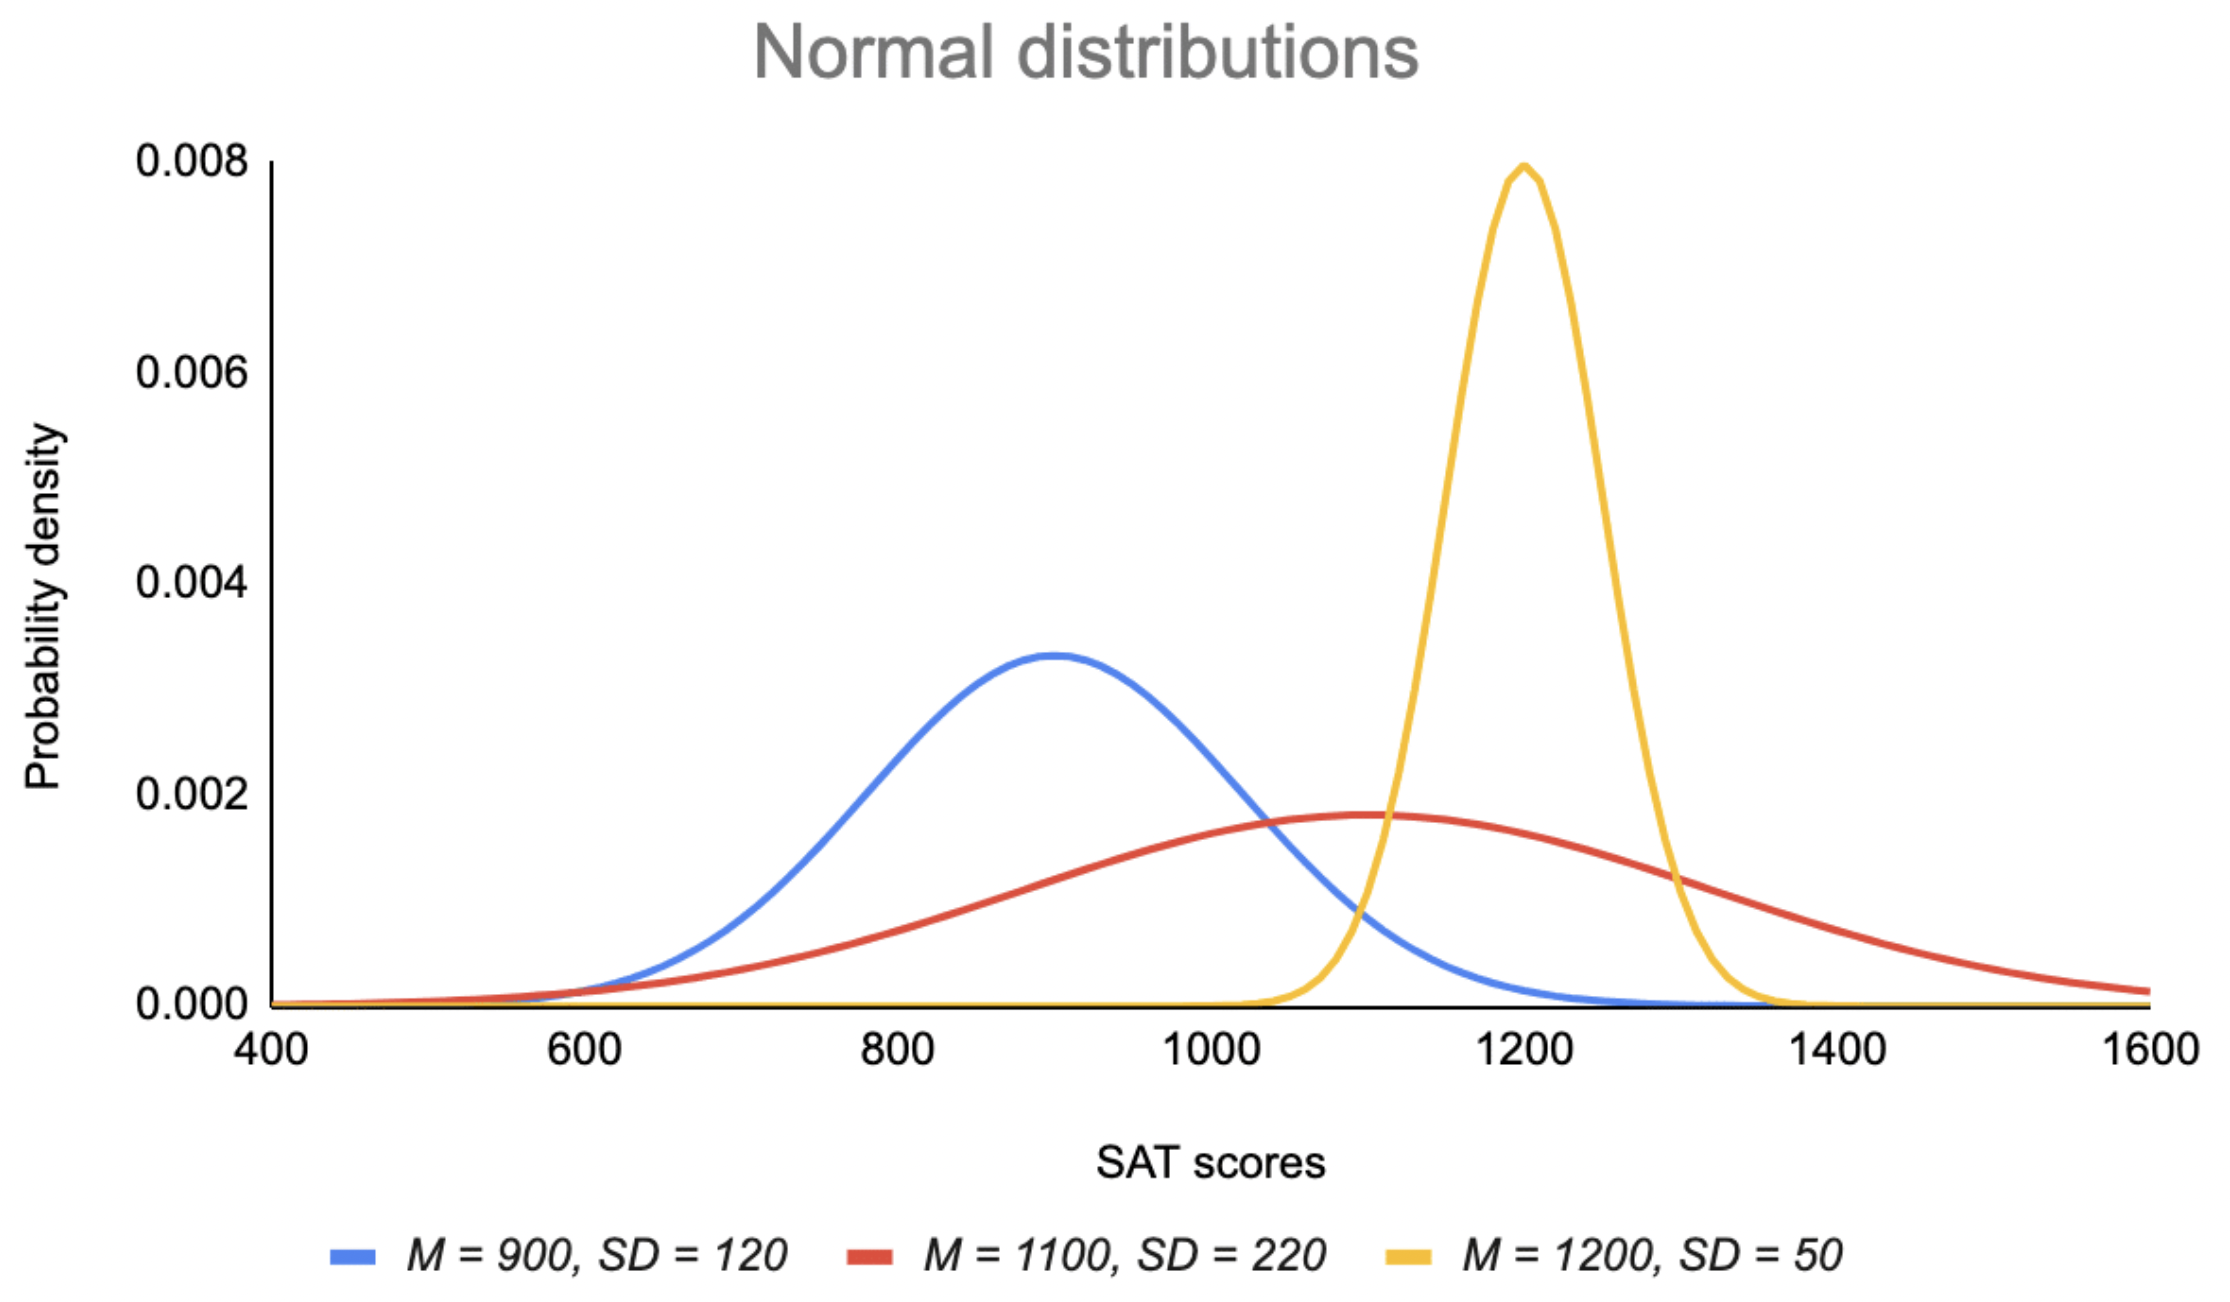 Normal distributions
Probability density
0.008
0.006
0.004
0.002
0.000
400 600 800 1000 1200 1400 1600
SAT scores
M = 900, SD = 120 M = 1100, SD = 220 M = 1200, SD = 50